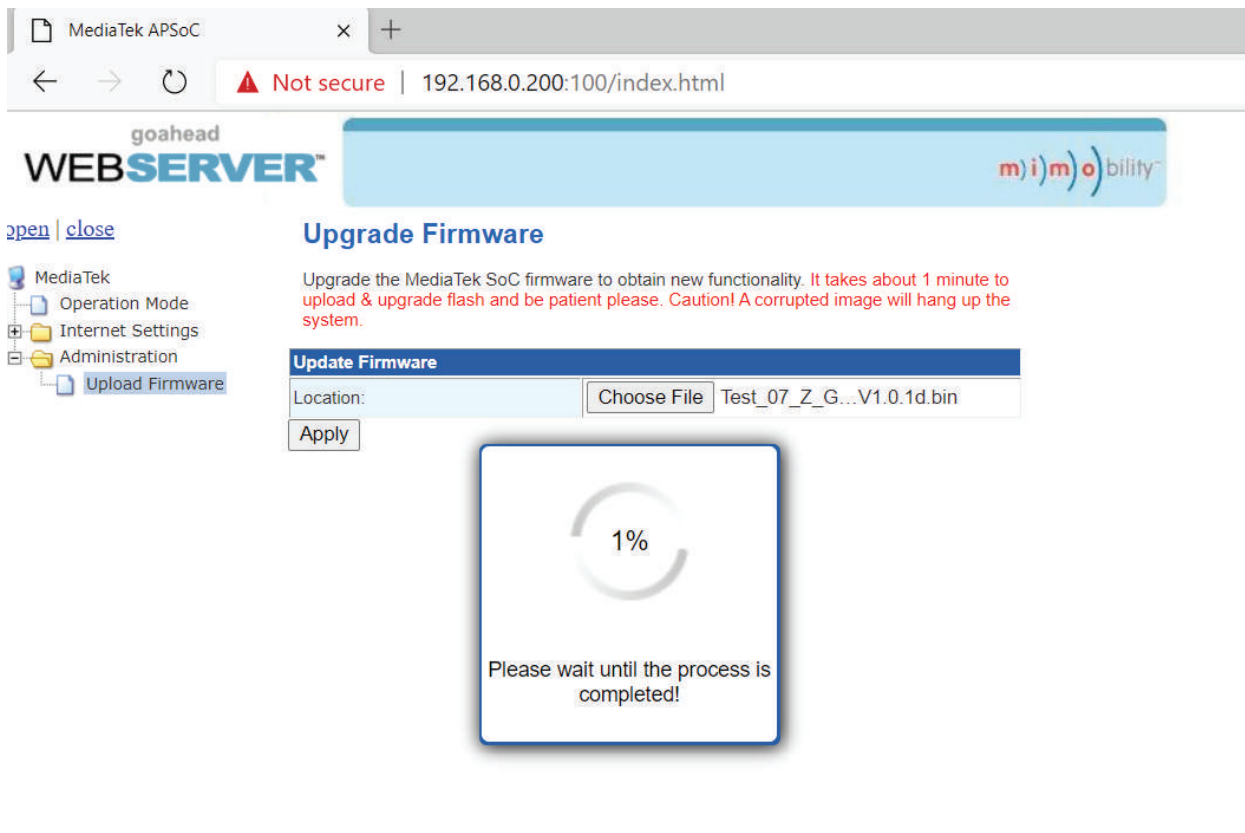 MediaTek APSoC
Not secure | 192.168.0.200:100/index.html
goahead
WEBSERVER™
m)i)m)o)bility™
open | close
MediaTek
Operation Mode
Internet Settings
Administration
Upload Firmware
Upgrade Firmware
Upgrade the MediaTek SoC firmware to obtain new functionality. It takes about 1 minute to
upload & upgrade flash and be patient please. Caution! A corrupted image will hang up the
system.
Update Firmware
Location: Choose File Test_07_Z_G...V1.0.1d.bin
Apply
1%
Please wait until the process is
completed!